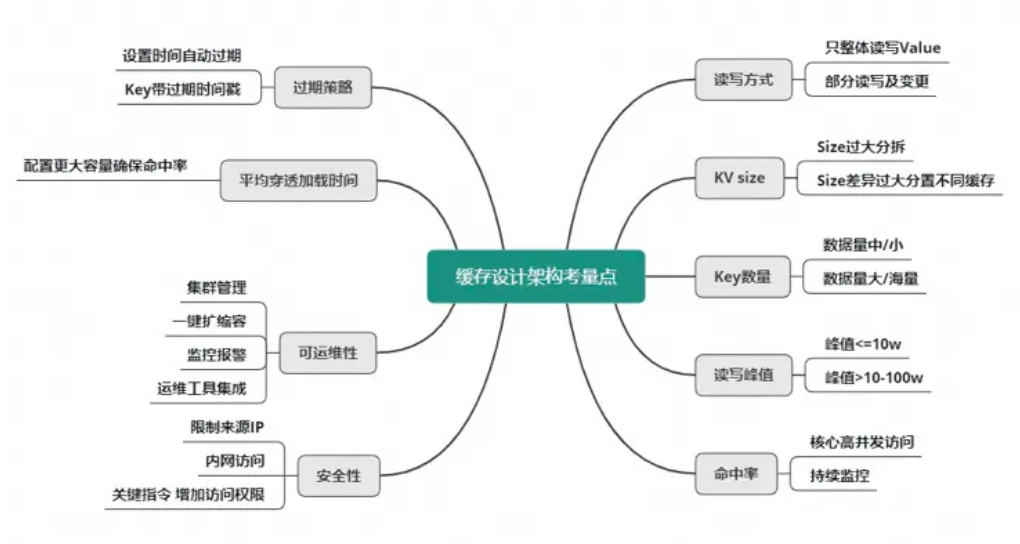 缓存设计架构考量点
读写方式
只整体读写Value
部分读写及变更
KV size
Size过大分拆
Size差异过大分置不同缓存
Key数量
数据量中/小
数据量大/海量
读写峰值
峰值<=10w
峰值>10-100w
命中率
核心高并发访问
持续监控
过期策略
设置时间自动过期
Key带过期时间戳
平均穿透加载时间
配置更大容量确保命中率
可运维性
集群管理
一键扩缩容
监控报警
运维工具集成
安全性
限制来源IP
内网访问
关键指令 增加访问权限